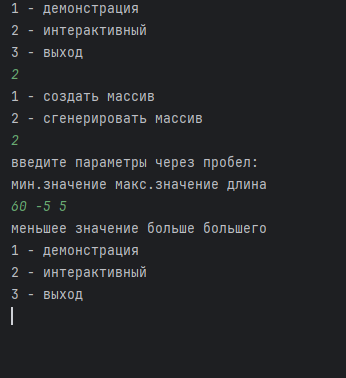 1 - демонстрация
2 - интерактивный
3 - выход
2
1 - создать массив
2 - сгенерировать массив
2
введите параметры через пробел:
мин.значение макс.значение длина
60 -5 5
меньшее значение больше большего
1 - демонстрация
2 - интерактивный
3 - выход